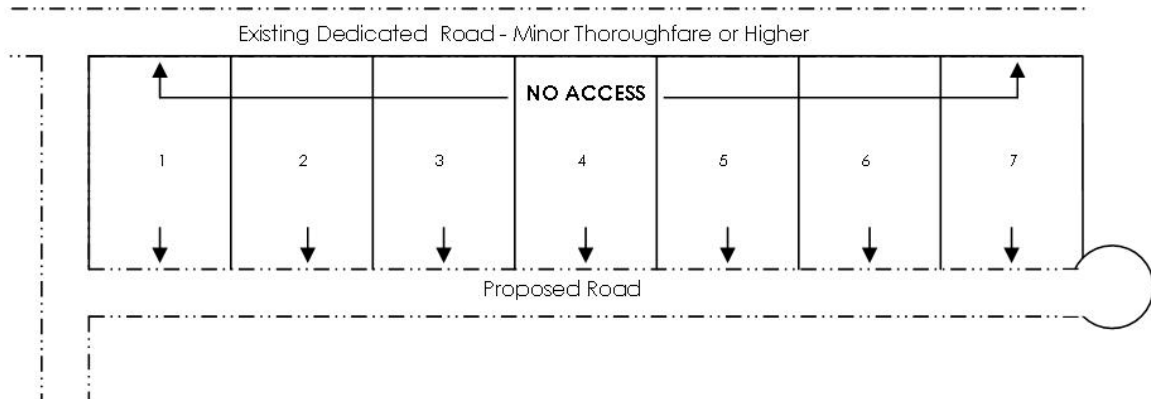 Existing Dedicated Road - Minor Thoroughfare or Higher
NO ACCESS
1 2 3 4 5 6 7
Proposed Road